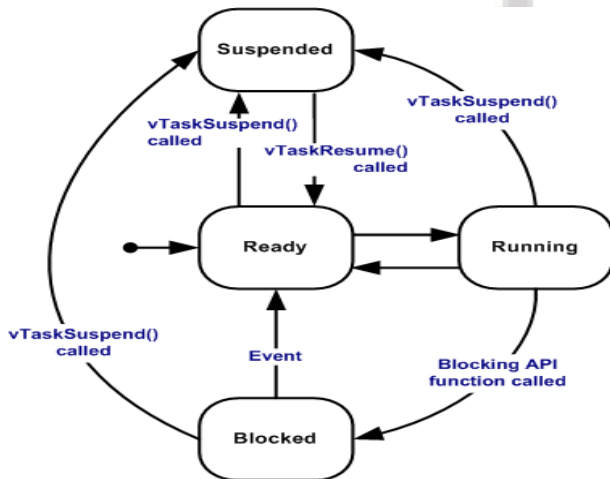 Suspended
vTaskSuspend()
called
vTaskSuspend()
called
vTaskResume()
called
Ready
Running
vTaskSuspend()
called
Event
Blocking API
function called
Blocked